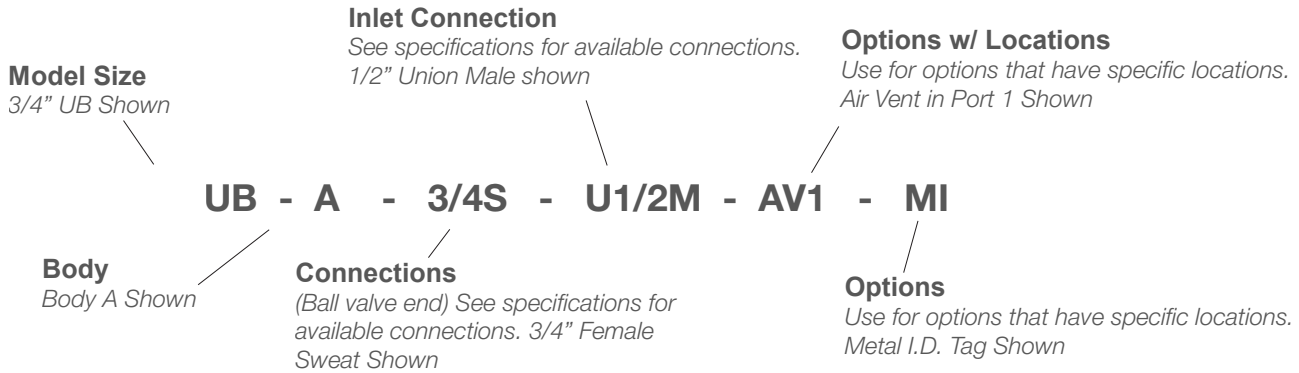 Inlet Connection
See specifications for available connections.
1/2” Union Male shown
Options w/ Locations
Use for options that have specific locations.
Air Vent in Port 1 Shown
Model Size
3/4” UB Shown
UB - A - 3/4S - U1/2M - AV1 - MI
Body
Body A Shown
Connections
(Ball valve end) See specifications for
available connections. 3/4” Female
Sweat Shown
Options
Use for options that have specific locations.
Metal I.D. Tag Shown